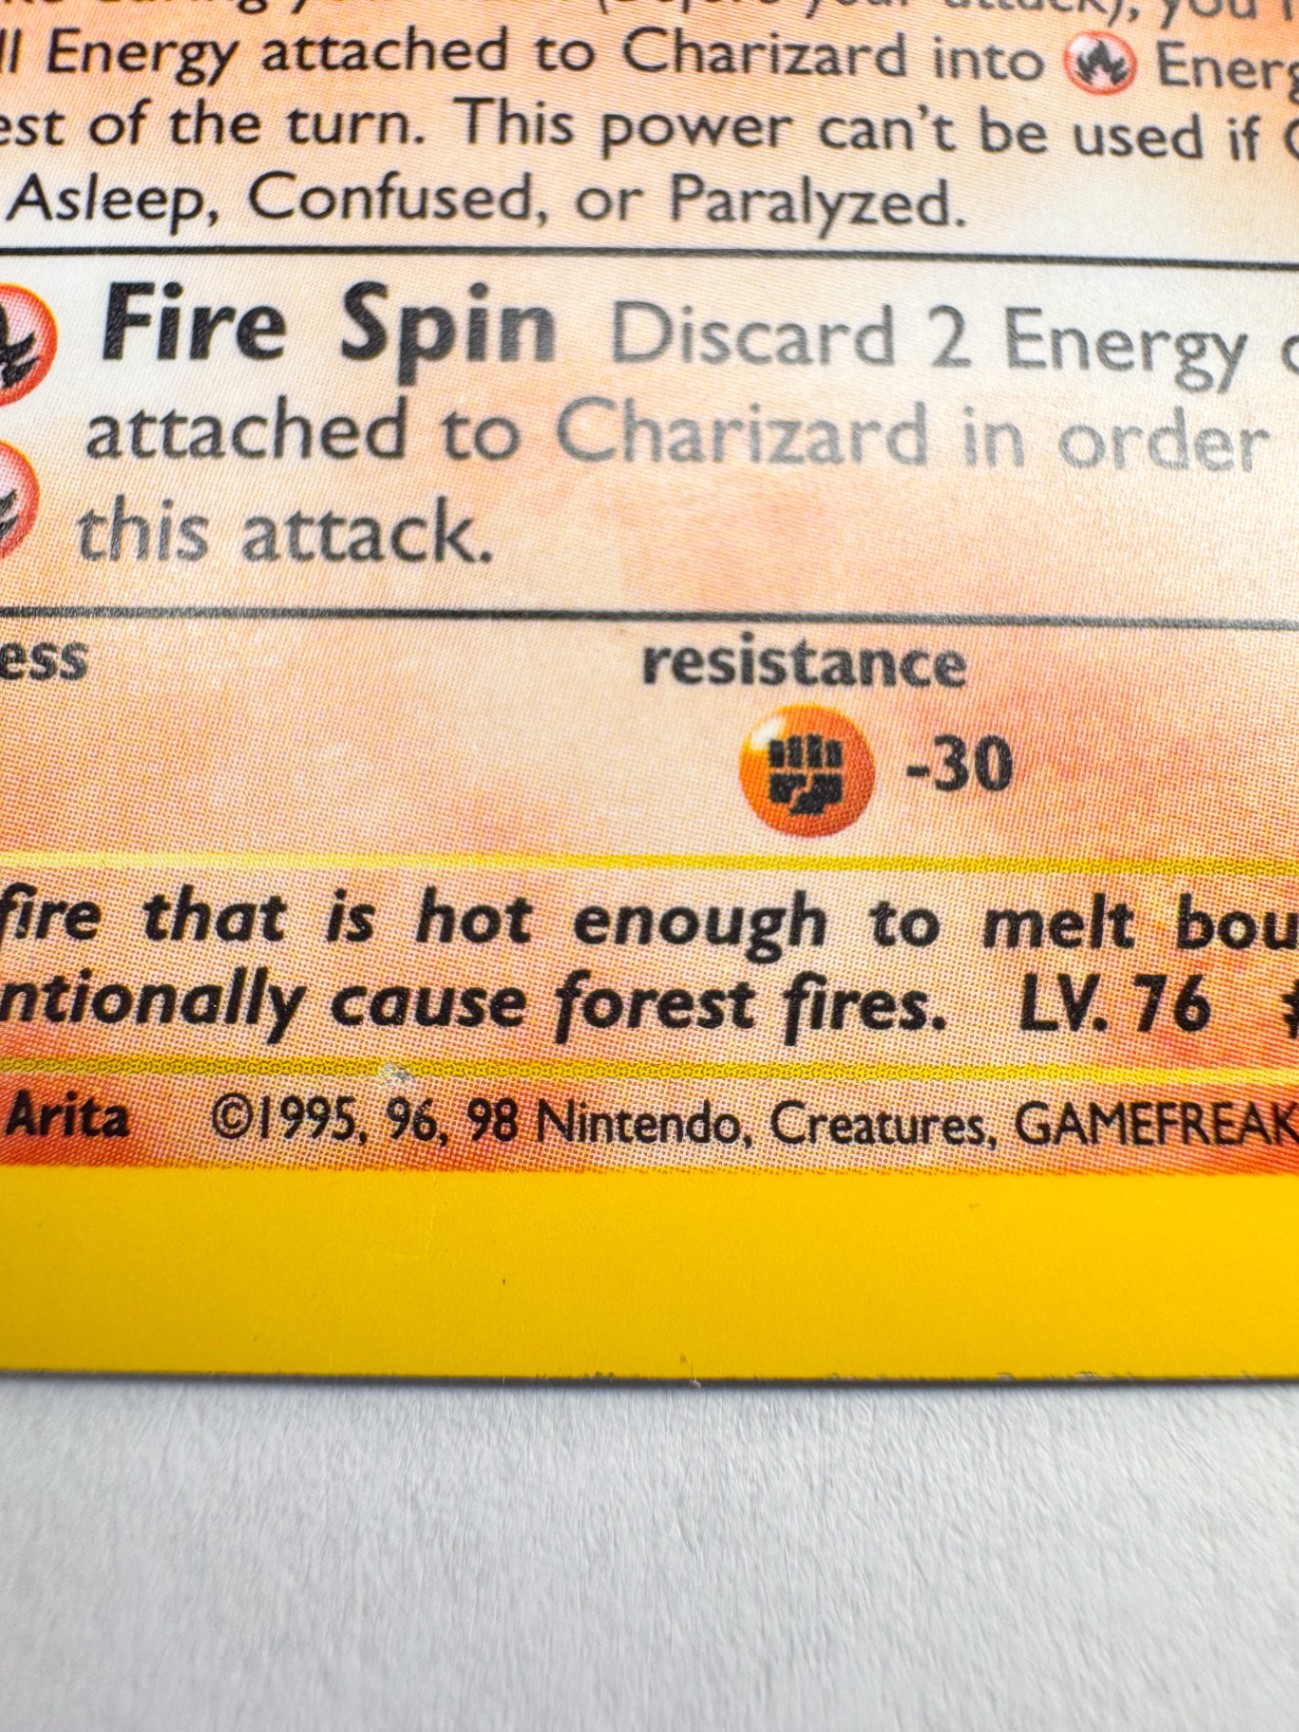 ll Energy attached to Charizard into Energ
est of the turn. This power can't be used if
Asleep, Confused, or Paralyzed.
Fire Spin Discard 2 Energy
attached to Charizard in order
this attack.
ess
resistance
-30
fire that is hot enough to melt bou
ntionally cause forest fires. LV. 76
Arita ©1995, 96, 98 Nintendo, Creatures, GAMEFREAK